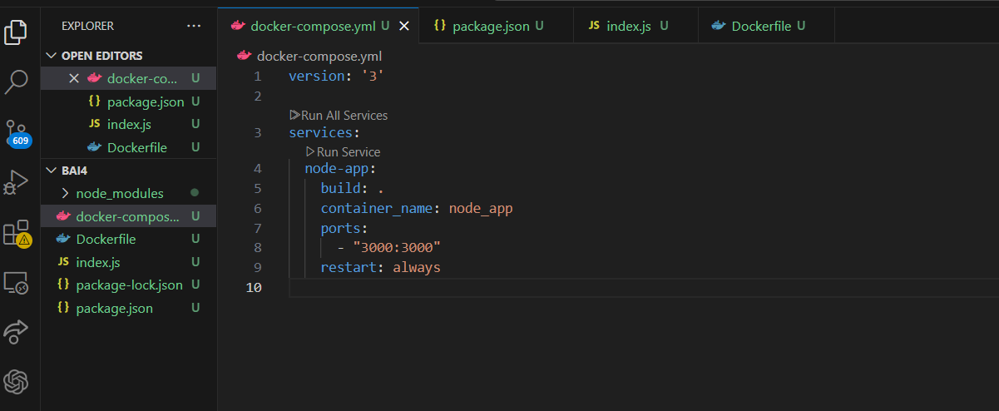 EXPLORER ...
OPEN EDITORS
docker-co... U
package.json U
index.js U
Dockerfile U
609
BAI4
node_modules
docker-compos... U
Dockerfile U
JS index.js U
package-lock.json U
package.json U
docker-compose.yml U
{} package.json U
JS index.js U
Dockerfile U
docker-compose.yml
1 version: '3'
2
Run All Services
3 services:
Run Service
4 node-app:
5 build: .
6 container_name: node_app
7 ports:
8 - "3000:3000"
9 restart: always
10